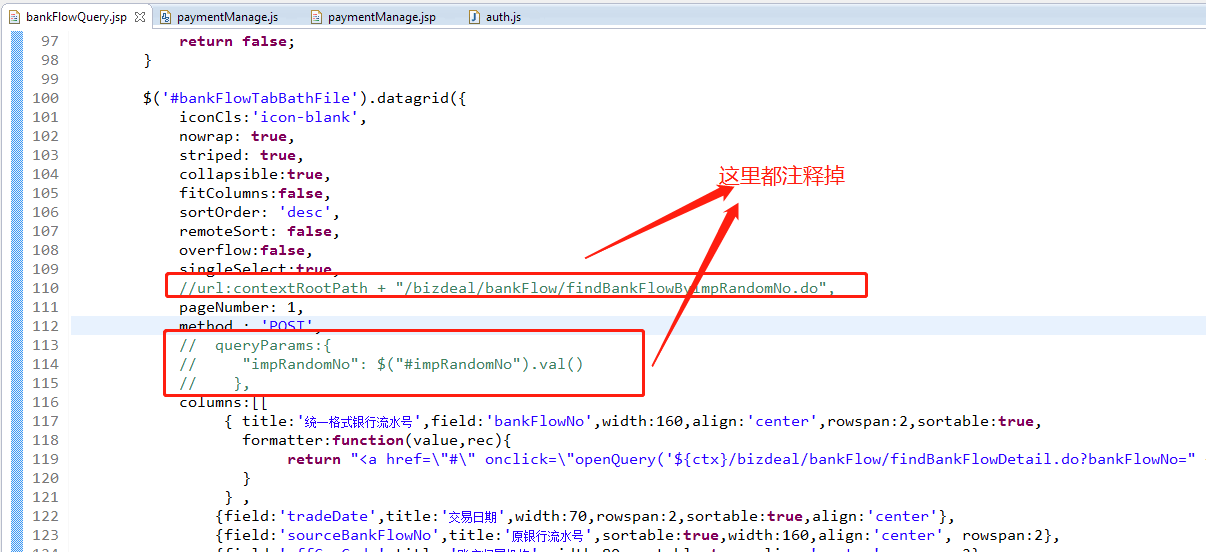 bankFlowQuery.jsp paymentManage.js paymentManage.jsp auth.js
97 return false;
98 }
99
100 $('#bankFlowTabBathFile').datagrid({
101 iconCls:'icon-blank',
102 nowrap: true,
103 striped: true,
104 collapsible:true,
这里都注释掉
105 fitColumns:false,
106 sortOrder: 'desc',
107 remoteSort: false,
108 overflow:false,
109 singleSelect:true,
110 //url:contextRootPath + "/bizdeal/bankFlow/findBankFlowByImpRandomNo.do",
111 pageNumber: 1,
112 method : 'POST',
113 // queryParams:{
114 // "impRandomNo": $("#impRandomNo").val()
115 // },
116 columns:[[
117 { title:'统一格式银行流水号',field:'bankFlowNo',width:160,align:'center',rowspan:2,sortable:true,
118 formatter:function(value,rec){
119 return "<a href=\"#\" onclick=\"openQuery('${ctx}/bizdeal/bankFlow/findBankFlowDetail.do?bankFlowNo="
120 }
121 } ,
122 {field:'tradeDate',title:'交易日期',width:70,rowspan:2,sortable:true,align:'center'},
123 {field:'sourceBankFlowNo',title:'原银行流水号',sortable:true,width:160,align:'center', rowspan:2},